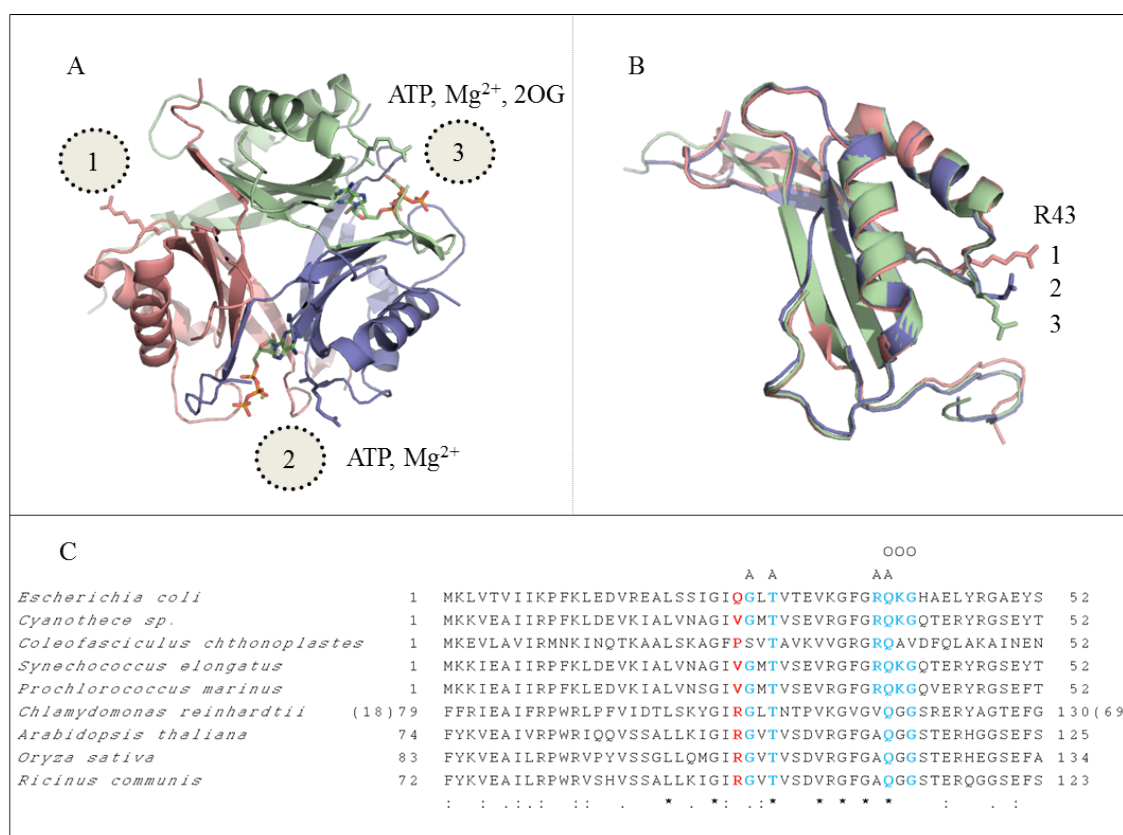 A
B
ATP, Mg²⁺, 2OG
1
3
R43
1
2
3
2
ATP, Mg²⁺
C
OOO
A A AA
Escherichia coli 1 MKLVTVIIKPFKLEDVREALSSIGIQGLTVTEVKGFGRQKGHAELYRGAEYS 52
Cyanothece sp. 1 MKKVEAIIRPFKLDEVKIALVNAGIVGMTVSEVRGFGRQKGQTERYRGSEYT 52
Coleofasciculus chthonoplastes 1 MKEVLAVIRMNKINQTKAALSKAGFPSVTAVKVVGRGRQAVDFQLAKAINEN 52
Synechococcus elongatus 1 MKKIEAIIRPFKLDEVKIALVNAGIVGMTVSEVRGFGRQKGQTERYRGSEYT 52
Prochlorococcus marinus 1 MKKIEAIIRPFKLEDVKIALVNSGIVGMTVSEVRGFGRQKGQVERYRGSEFT 52
Chlamydomonas reinhardtii (18)79 FFRIEAIFRPWRLPFVIDTLSKYGIRGLTNTPVKGVGVQGGSRERYAGTEFG 130(69
Arabidopsis thaliana 74 FYKVEAIVRPWRIQQVSSALLKIGIRGVTVSDVRGFGAQGGSTERHGGSEFS 125
Oryza sativa 83 FYKVEAILRPWRVPYVSSGLLQMGIRGVTVSDVRGFGAQGGSTERHEGSEFA 134
Ricinus communis 72 FYKVEAILRPWRVSHVSSALLKIGIRGVTVSDVRGFGAQGGSTERQGGSEFS 123
: .:.: :: . * * .:* * * * : . :